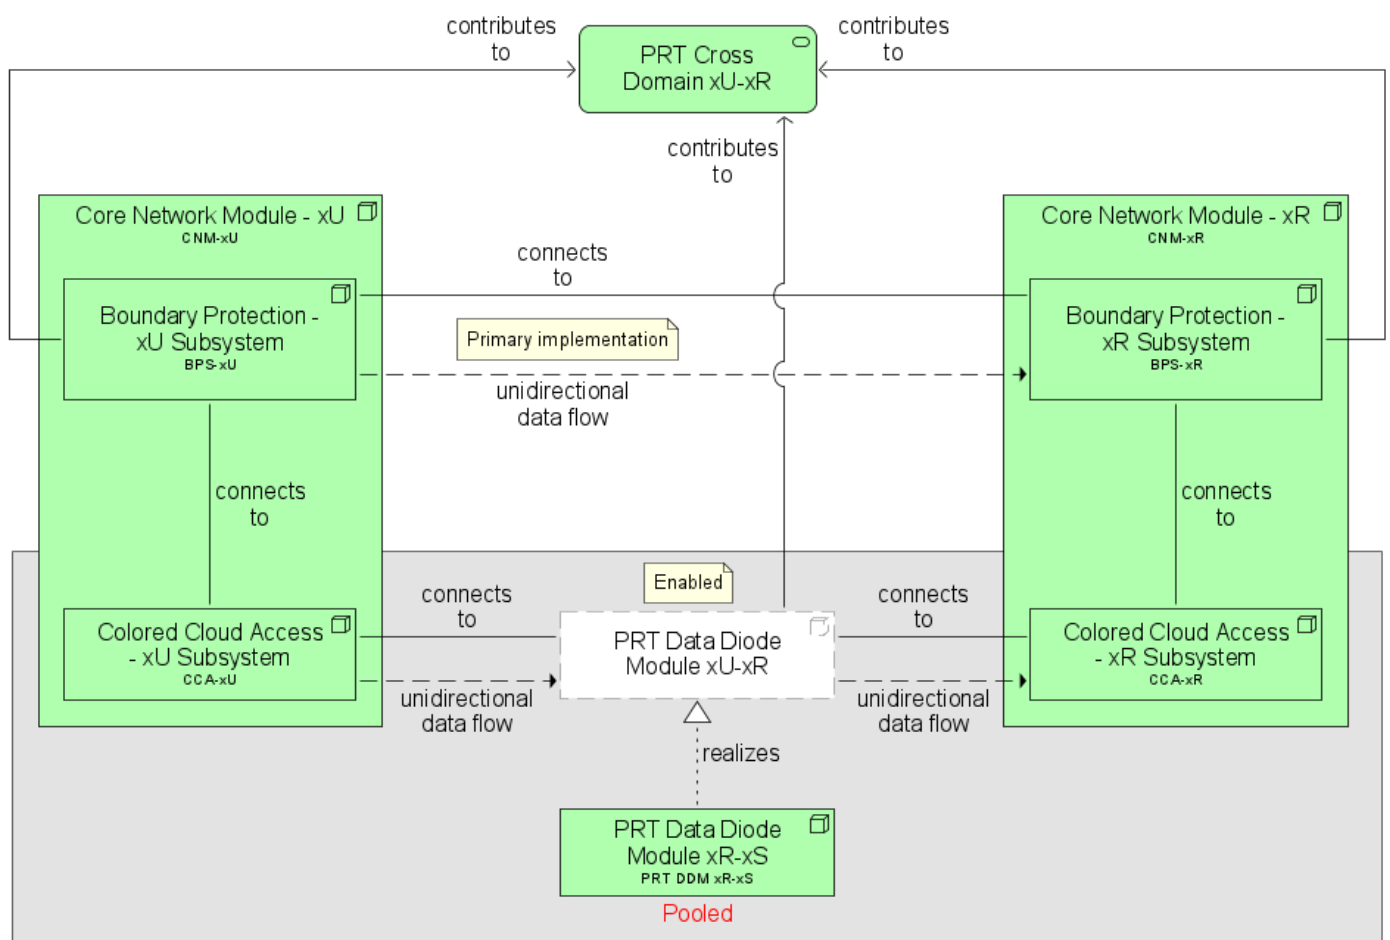 contributes
to
contributes
to
PRT Cross
Domain xU-xR
contributes
to
Core Network Module - xU
CNM-xU
Core Network Module - xR
CNM-xR
connects
to
Boundary Protection -
xU Subsystem
BPS-xU
Primary implementation
Boundary Protection -
xR Subsystem
BPS-xR
unidirectional
data flow
connects
to
connects
to
Enabled
connects
to
connects
to
Colored Cloud Access
- xU Subsystem
CCA-xU
PRT Data Diode
Module xU-xR
Colored Cloud Access
- xR Subsystem
CCA-xR
unidirectional
data flow
unidirectional
data flow
realizes
PRT Data Diode
Module xR-xS
PRT DDM xR-xS
Pooled